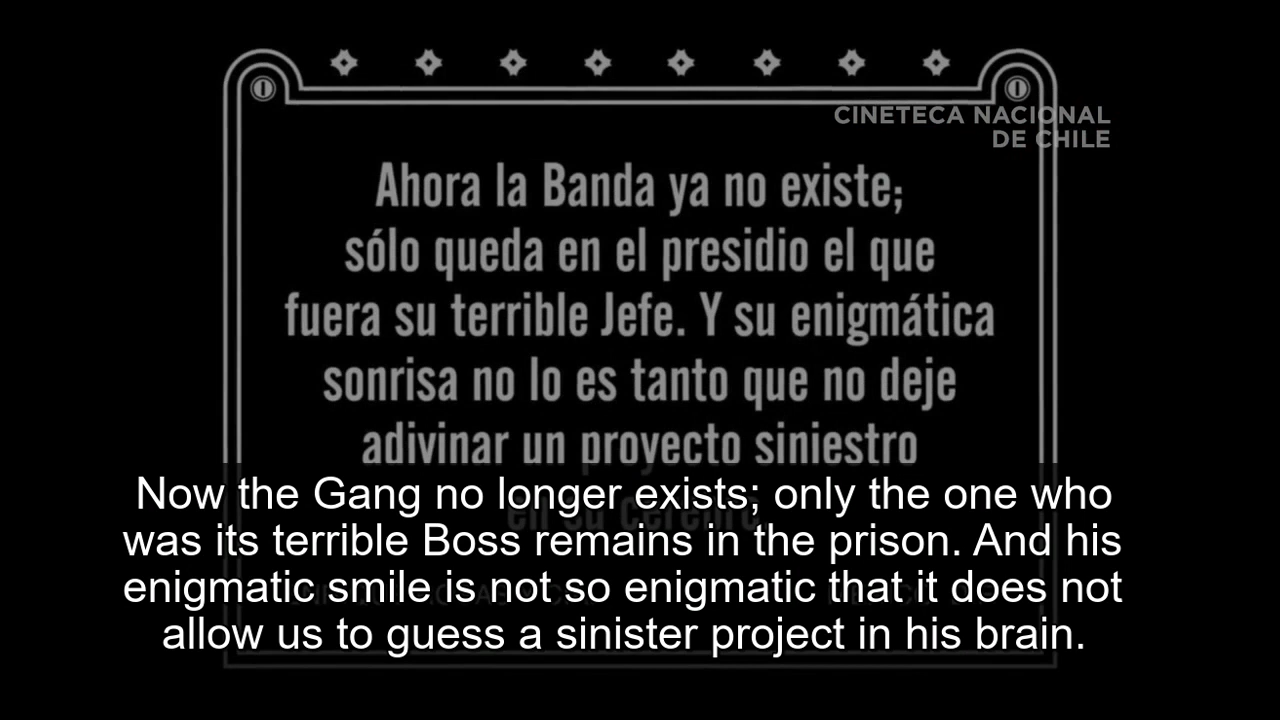 CINETECA NACIONAL
DE CHILE
Ahora la Banda ya no existe;
sólo queda en el presidio el que
fuera su terrible Jefe. Y su enigmática
sonrisa no lo es tanto que no deje
adivinar un proyecto siniestro
en su cerebro
Now the Gang no longer exists; only the one who
was its terrible Boss remains in the prison. And his
enigmatic smile is not so enigmatic that it does not
allow us to guess a sinister project in his brain.